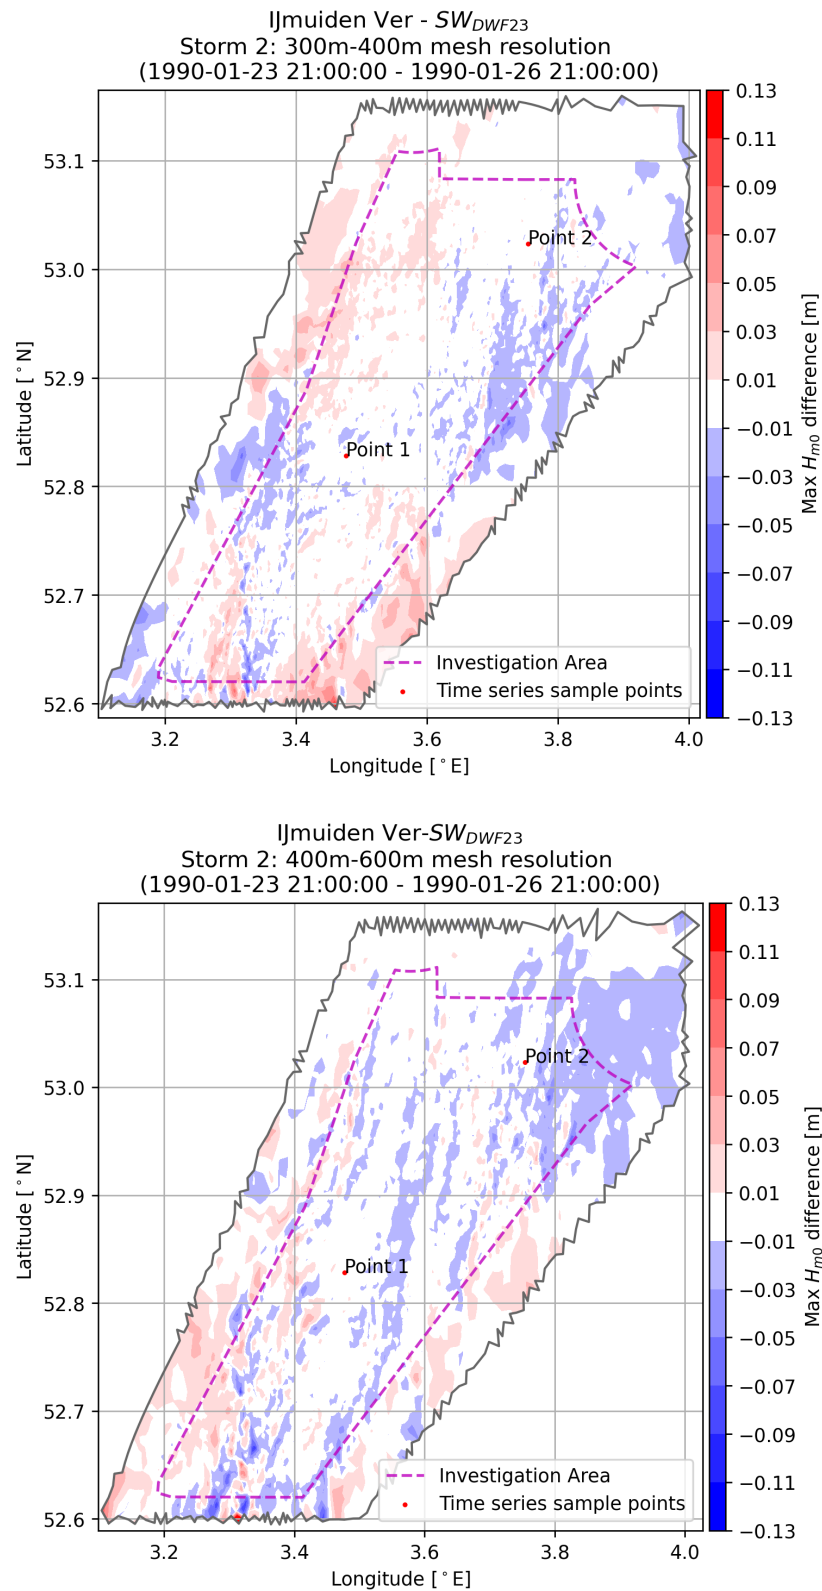 IJmuiden Ver - SW_DWF23
Storm 2: 300m-400m mesh resolution
(1990-01-23 21:00:00 - 1990-01-26 21:00:00)
0.13
0.11
53.1
0.09
0.07
Point 2
53.0
0.05
0.03
52.9
0.01
Latitude [°N]
Max H_m0 difference [m]
−0.01
Point 1
52.8
−0.03
−0.05
52.7
−0.07
−0.09
Investigation Area
−0.11
Time series sample points
52.6
−0.13
3.2 3.4 3.6 3.8 4.0
Longitude [°E]
IJmuiden Ver-SW_DWF23
Storm 2: 400m-600m mesh resolution
(1990-01-23 21:00:00 - 1990-01-26 21:00:00)
0.13
0.11
53.1
0.09
0.07
Point 2
53.0
0.05
0.03
52.9
0.01
Latitude [°N]
Max H_m0 difference [m]
−0.01
Point 1
52.8
−0.03
−0.05
52.7
−0.07
−0.09
Investigation Area
−0.11
Time series sample points
52.6
−0.13
3.2 3.4 3.6 3.8 4.0
Longitude [°E]